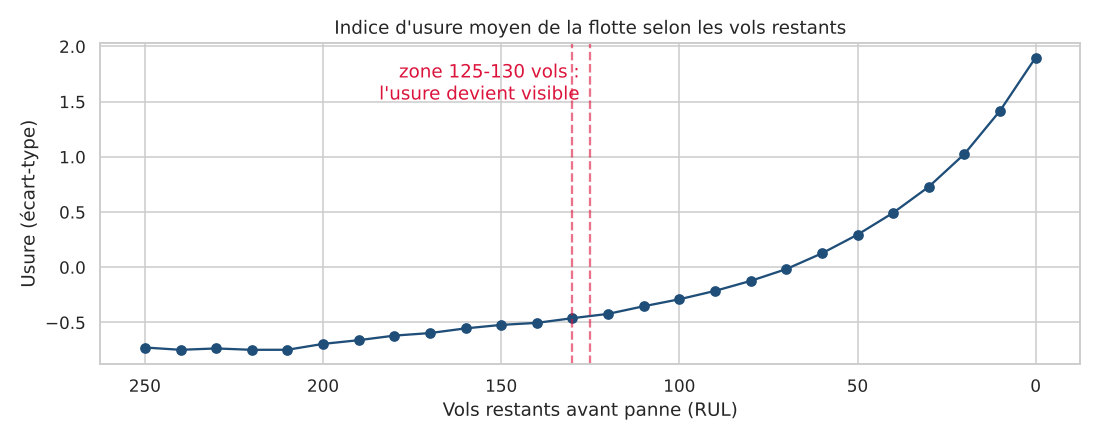 Indice d'usure moyen de la flotte selon les vols restants
2.0
1.5
1.0
0.5
0.0
−0.5
Usure (écart-type)
zone 125-130 vols :
l'usure devient visible
250
200
150
100
50
0
Vols restants avant panne (RUL)